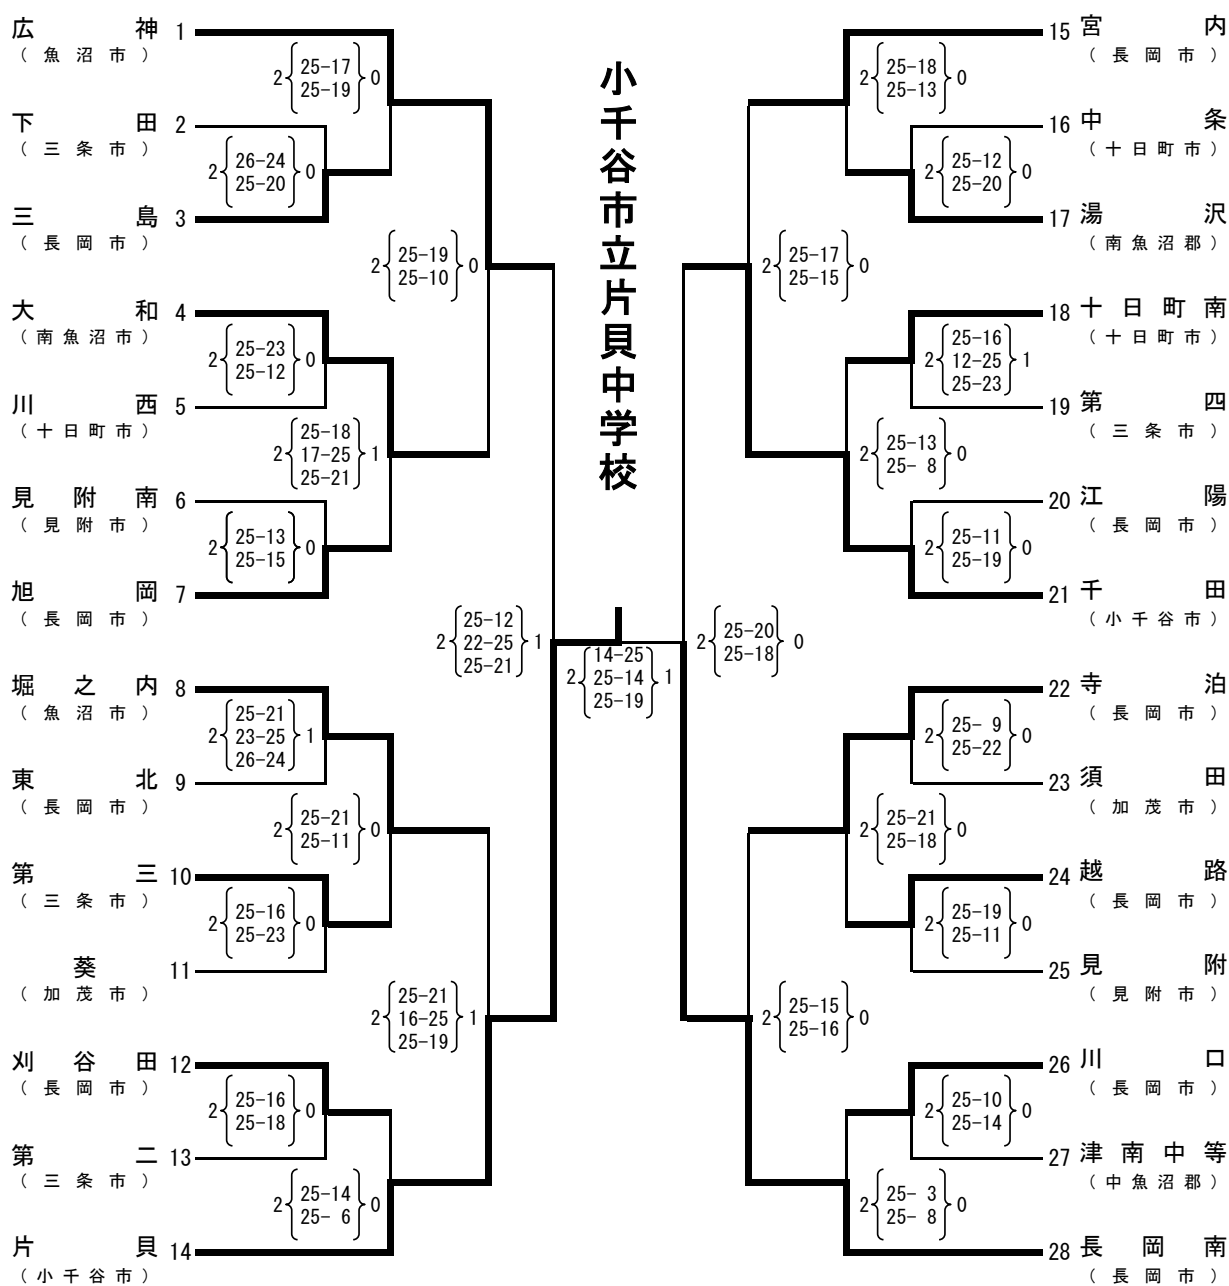 広神 1
（魚沼市）
2 25-17 0
25-19
下田 2
（三条市）
2 26-24 0
25-20
三島 3
（長岡市）
2 25-19 0
25-10
大和 4
（南魚沼市）
2 25-23 0
25-12
川西 5
（十日町市）
25-18
2 17-25 1
25-21
見附南 6
（見附市）
2 25-13 0
25-15
旭岡 7
（長岡市）
25-12
2 22-25 1
25-21
堀之内 8
（魚沼市）
25-21
2 23-25 1
26-24
東北 9
（長岡市）
2 25-21 0
25-11
第三 10
（三条市）
2 25-16 0
25-23
葵 11
（加茂市）
25-21
2 16-25 1
25-19
刈谷田 12
（長岡市）
2 25-16 0
25-18
第二 13
（三条市）
2 25-14 0
25- 6
片貝 14
（小千谷市）
小千谷市立片貝中学校
14-25
2 25-14 1
25-19
15 宮内
（長岡市）
2 25-18 0
25-13
16 中条
（十日町市）
2 25-12 0
25-20
17 湯沢
（南魚沼郡）
2 25-17 0
25-15
18 十日町南
（十日町市）
25-16
2 12-25 1
25-23
19 第四
（三条市）
2 25-13 0
25- 8
20 江陽
（長岡市）
2 25-11 0
25-19
21 千田
（小千谷市）
2 25-20 0
25-18
22 寺泊
（長岡市）
2 25- 9 0
25-22
23 須田
（加茂市）
2 25-21 0
25-18
24 越路
（長岡市）
2 25-19 0
25-11
25 見附
（見附市）
2 25-15 0
25-16
26 川口
（長岡市）
2 25-10 0
25-14
27 津南中等
（中魚沼郡）
2 25- 3 0
25- 8
28 長岡南
（長岡市）